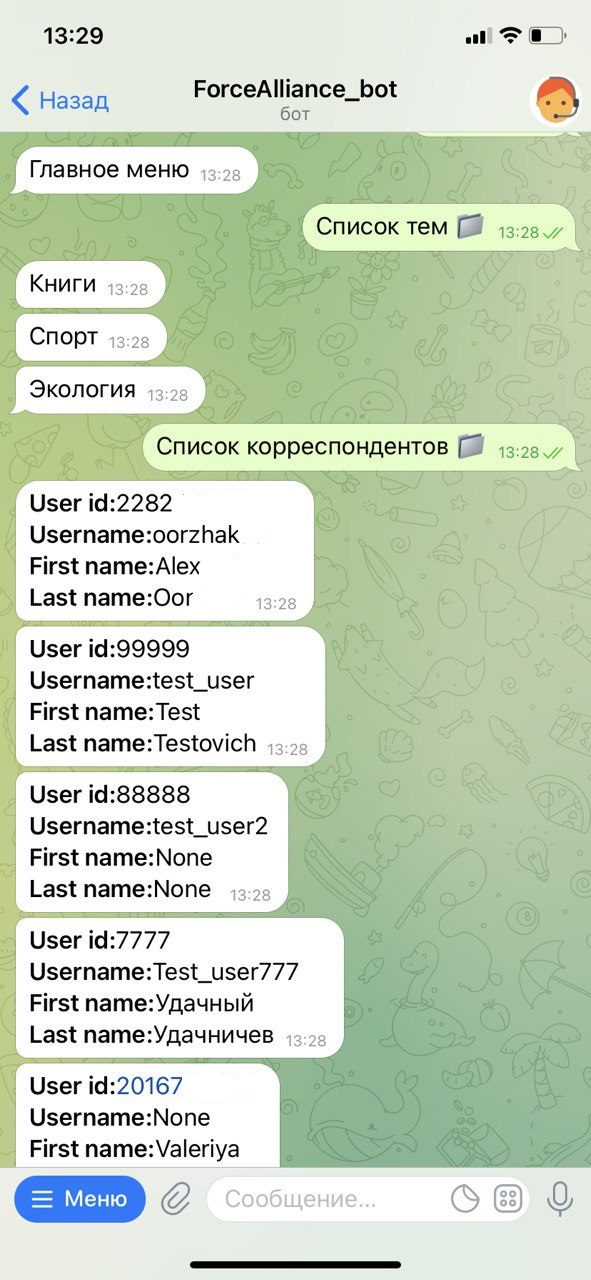 13:29
Назад
ForceAlliance_bot
бот
Главное меню 13:28
Список тем 13:28
Книги 13:28
Спорт 13:28
Экология 13:28
Список корреспондентов 13:28
User id:2282
Username:oorzhak
First name:Alex
Last name:Oor 13:28
User id:99999
Username:test_user
First name:Test
Last name:Testovich 13:28
User id:88888
Username:test_user2
First name:None
Last name:None 13:28
User id:7777
Username:Test_user777
First name:Удачный
Last name:Удачничев 13:28
User id:20167
Username:None
First name:Valeriya
Меню
Сообщение...